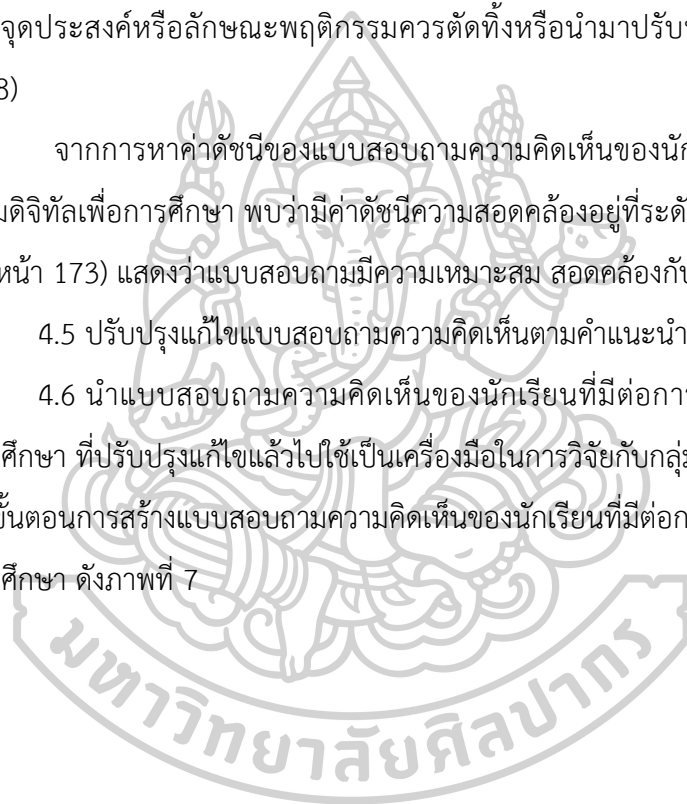 จุดประสงค์หรือลักษณะพฤติกรรมควรตัดทิ้งหรือนำมาปรับ
8)
จากการหาค่าดัชนีของแบบสอบถามความคิดเห็นของนัก
มดิจิทัลเพื่อการศึกษา พบว่ามีค่าดัชนีความสอดคล้องอยู่ที่ระดั
หน้า 173) แสดงว่าแบบสอบถามมีความเหมาะสม สอดคล้องกับ
4.5 ปรับปรุงแก้ไขแบบสอบถามความคิดเห็นตามคำแนะนำ
4.6 นำแบบสอบถามความคิดเห็นของนักเรียนที่มีต่อการ
ศึกษา ที่ปรับปรุงแก้ไขแล้วไปใช้เป็นเครื่องมือในการวิจัยกับกลุ่ม
ขั้นตอนการสร้างแบบสอบถามความคิดเห็นของนักเรียนที่มีต่อก
ศึกษา ดังภาพที่ 7
มหาวิทยาลัยศิลปากร